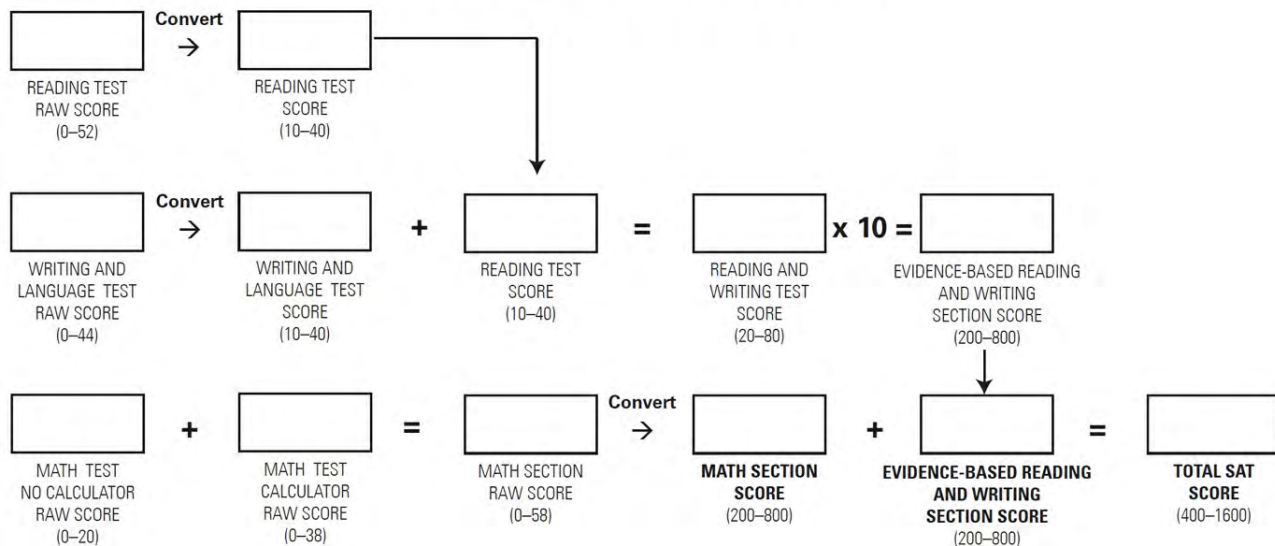 Convert
→
READING TEST
RAW SCORE
(0–52)
READING TEST
SCORE
(10–40)
Convert
→
+
=
x 10 =
WRITING AND
LANGUAGE TEST
RAW SCORE
(0–44)
WRITING AND
LANGUAGE TEST
SCORE
(10–40)
READING TEST
SCORE
(10–40)
READING AND
WRITING TEST
SCORE
(20–80)
EVIDENCE-BASED READING
AND WRITING
SECTION SCORE
(200–800)
+
=
Convert
→
+
=
MATH TEST
NO CALCULATOR
RAW SCORE
(0–20)
MATH TEST
CALCULATOR
RAW SCORE
(0–38)
MATH SECTION
RAW SCORE
(0–58)
MATH SECTION
SCORE
(200–800)
EVIDENCE-BASED READING
AND WRITING
SECTION SCORE
(200–800)
TOTAL SAT
SCORE
(400–1600)